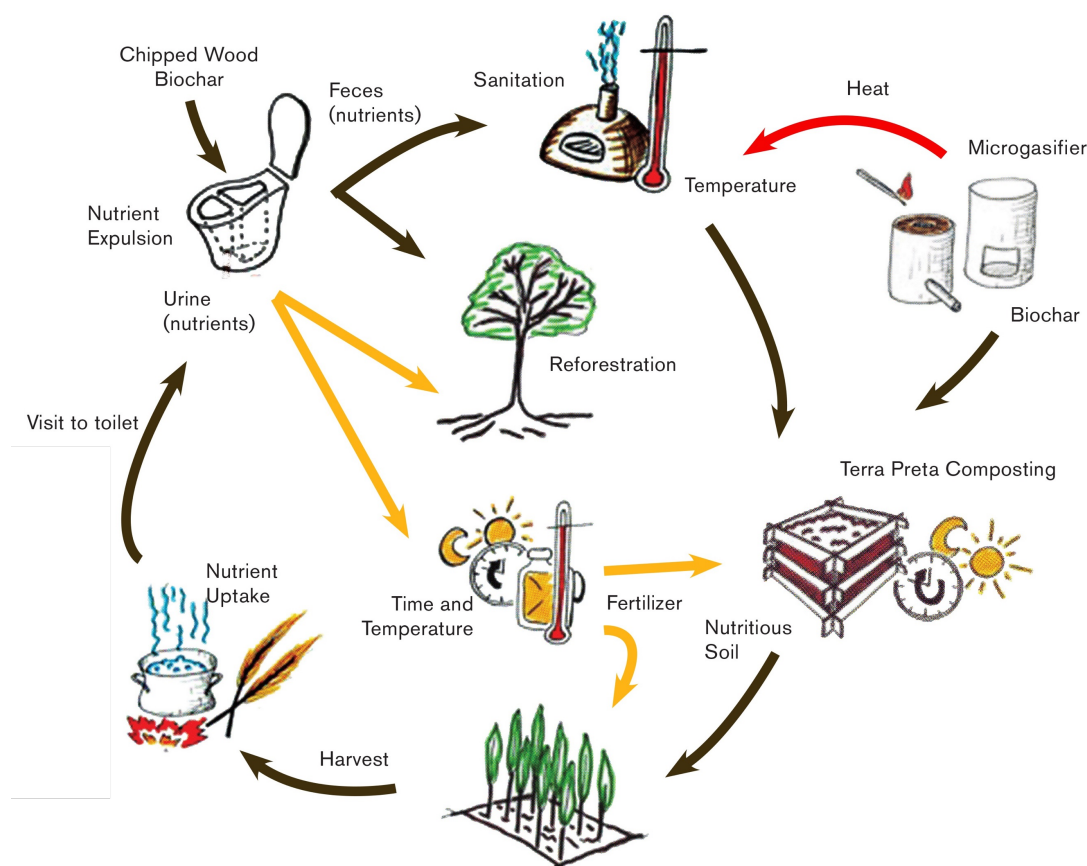 Chipped Wood
Biochar
Feces
(nutrients)
Sanitation
Heat
Microgasifier
Temperature
Nutrient
Expulsion
Urine
(nutrients)
Biochar
Reforestration
Visit to toilet
Terra Preta Composting
Nutrient
Uptake
Time and
Temperature
Fertilizer
Nutritious
Soil
Harvest